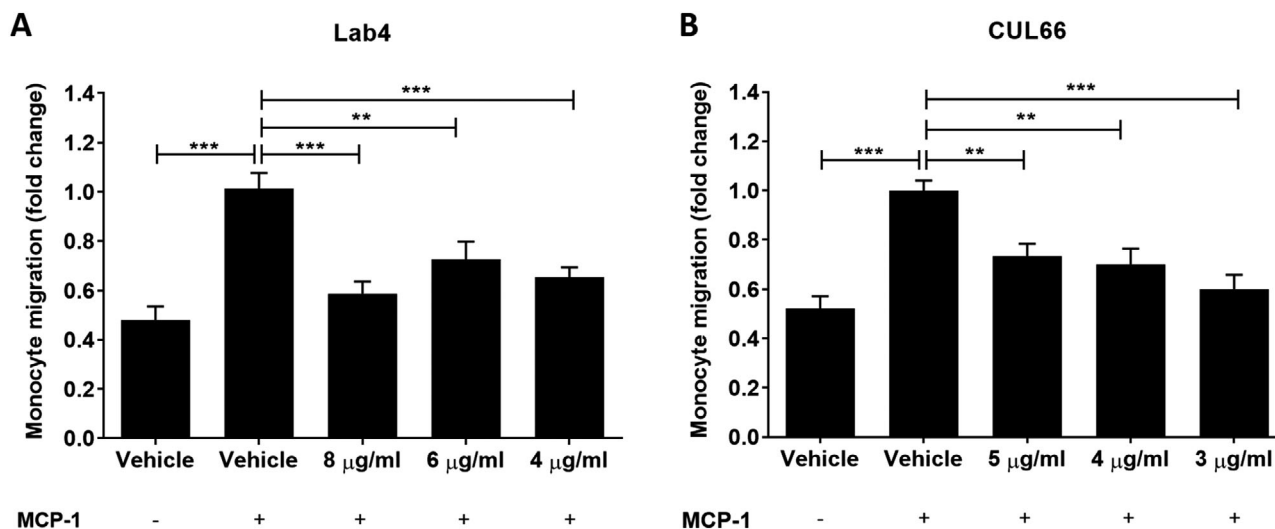 A
Lab4
Monocyte migration (fold change)
1.4
1.2
1.0
0.8
0.6
0.4
0.2
0.0
***
**
*** ***
Vehicle Vehicle 8 μg/ml 6 μg/ml 4 μg/ml
MCP-1 - + + + +
B
CUL66
Monocyte migration (fold change)
1.4
1.2
1.0
0.8
0.6
0.4
0.2
0.0
***
**
*** **
Vehicle Vehicle 5 μg/ml 4 μg/ml 3 μg/ml
MCP-1 - + + + +